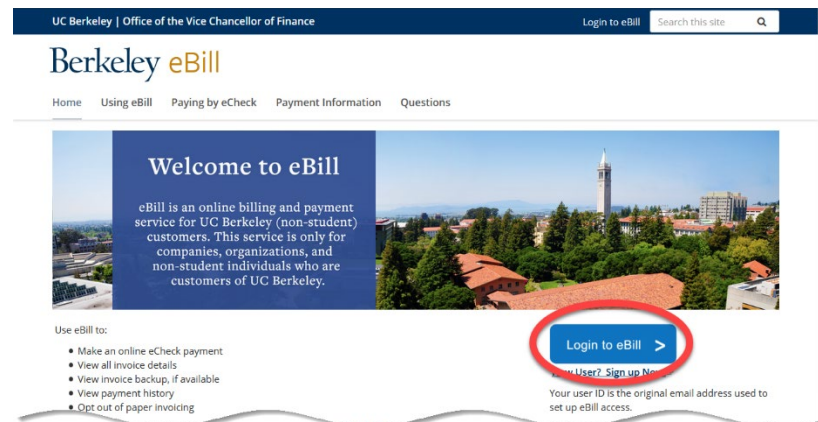 UC Berkeley | Office of the Vice Chancellor of Finance
Login to eBill
Search this site
Berkeley eBill
Home Using eBill Paying by eCheck Payment Information Questions
Welcome to eBill
eBill is an online billing and payment
service for UC Berkeley (non-student)
customers. This service is only for
companies, organizations, and
non-student individuals who are
customers of UC Berkeley.
Use eBill to:
• Make an online eCheck payment
• View all invoice details
• View invoice backup, if available
• View payment history
• Opt out of paper invoicing
Login to eBill >
User? Sign up
Your user ID is the original email address used to
set up eBill access.